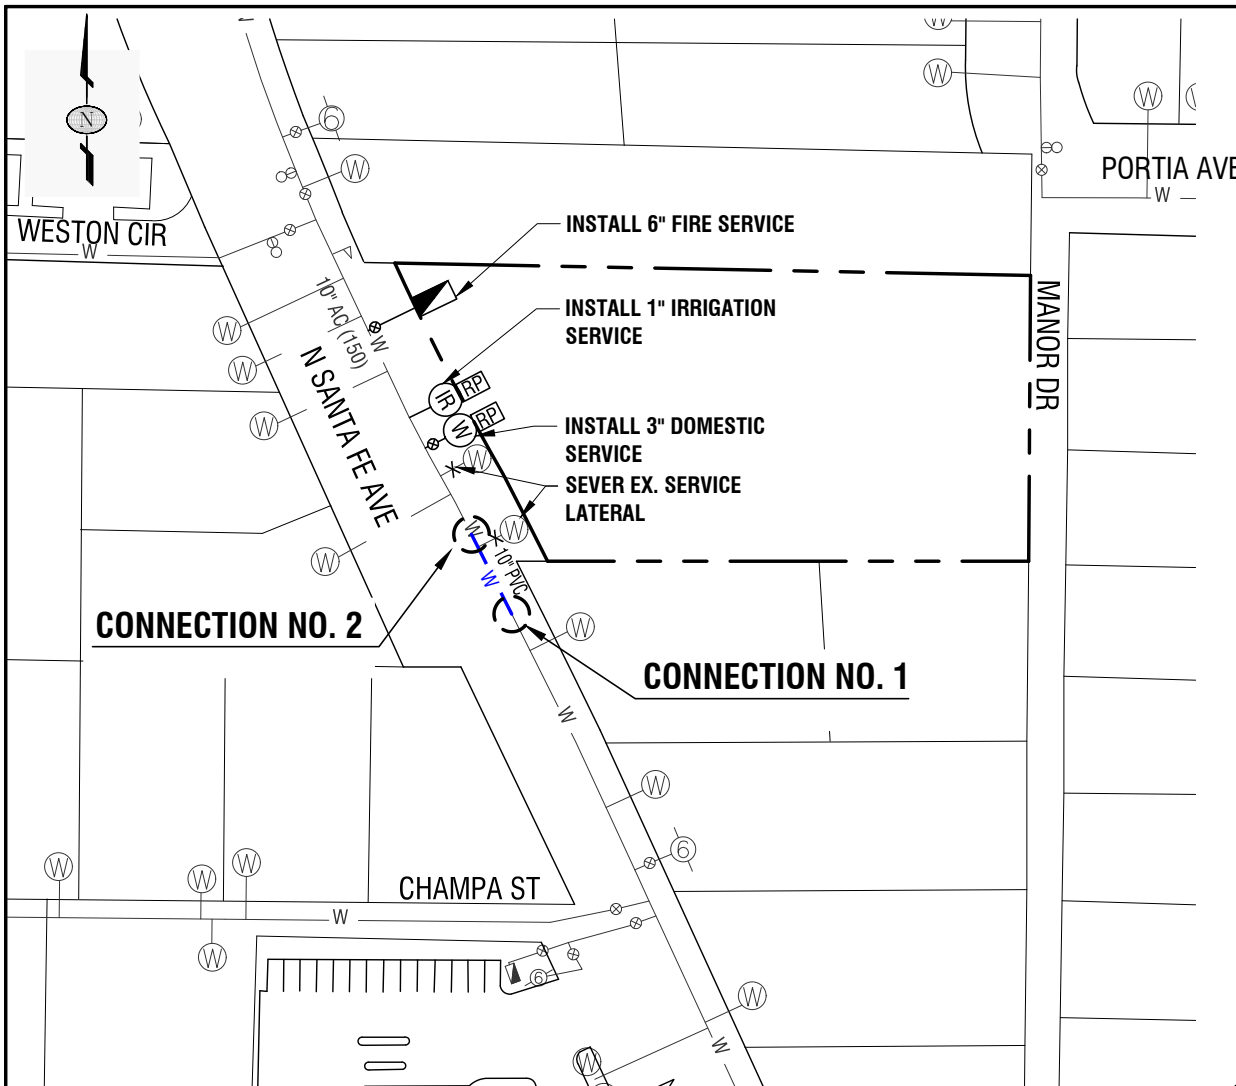 N
W
W
W
6
PORTIA AVE
W
W
WESTON CIR
W
INSTALL 6" FIRE SERVICE
10" AC (150)
W
INSTALL 1" IRRIGATION
SERVICE
MANOR DR
W
W
N SANTA FE AVE
IR
RP
W
RP
W
INSTALL 3" DOMESTIC
SERVICE
W
SEVER EX. SERVICE
LATERAL
W
W
W
10" PVC
W
CONNECTION NO. 2
W
CONNECTION NO. 1
W
W
6
W
W
W
CHAMPA ST
W
W
6
W
W
W